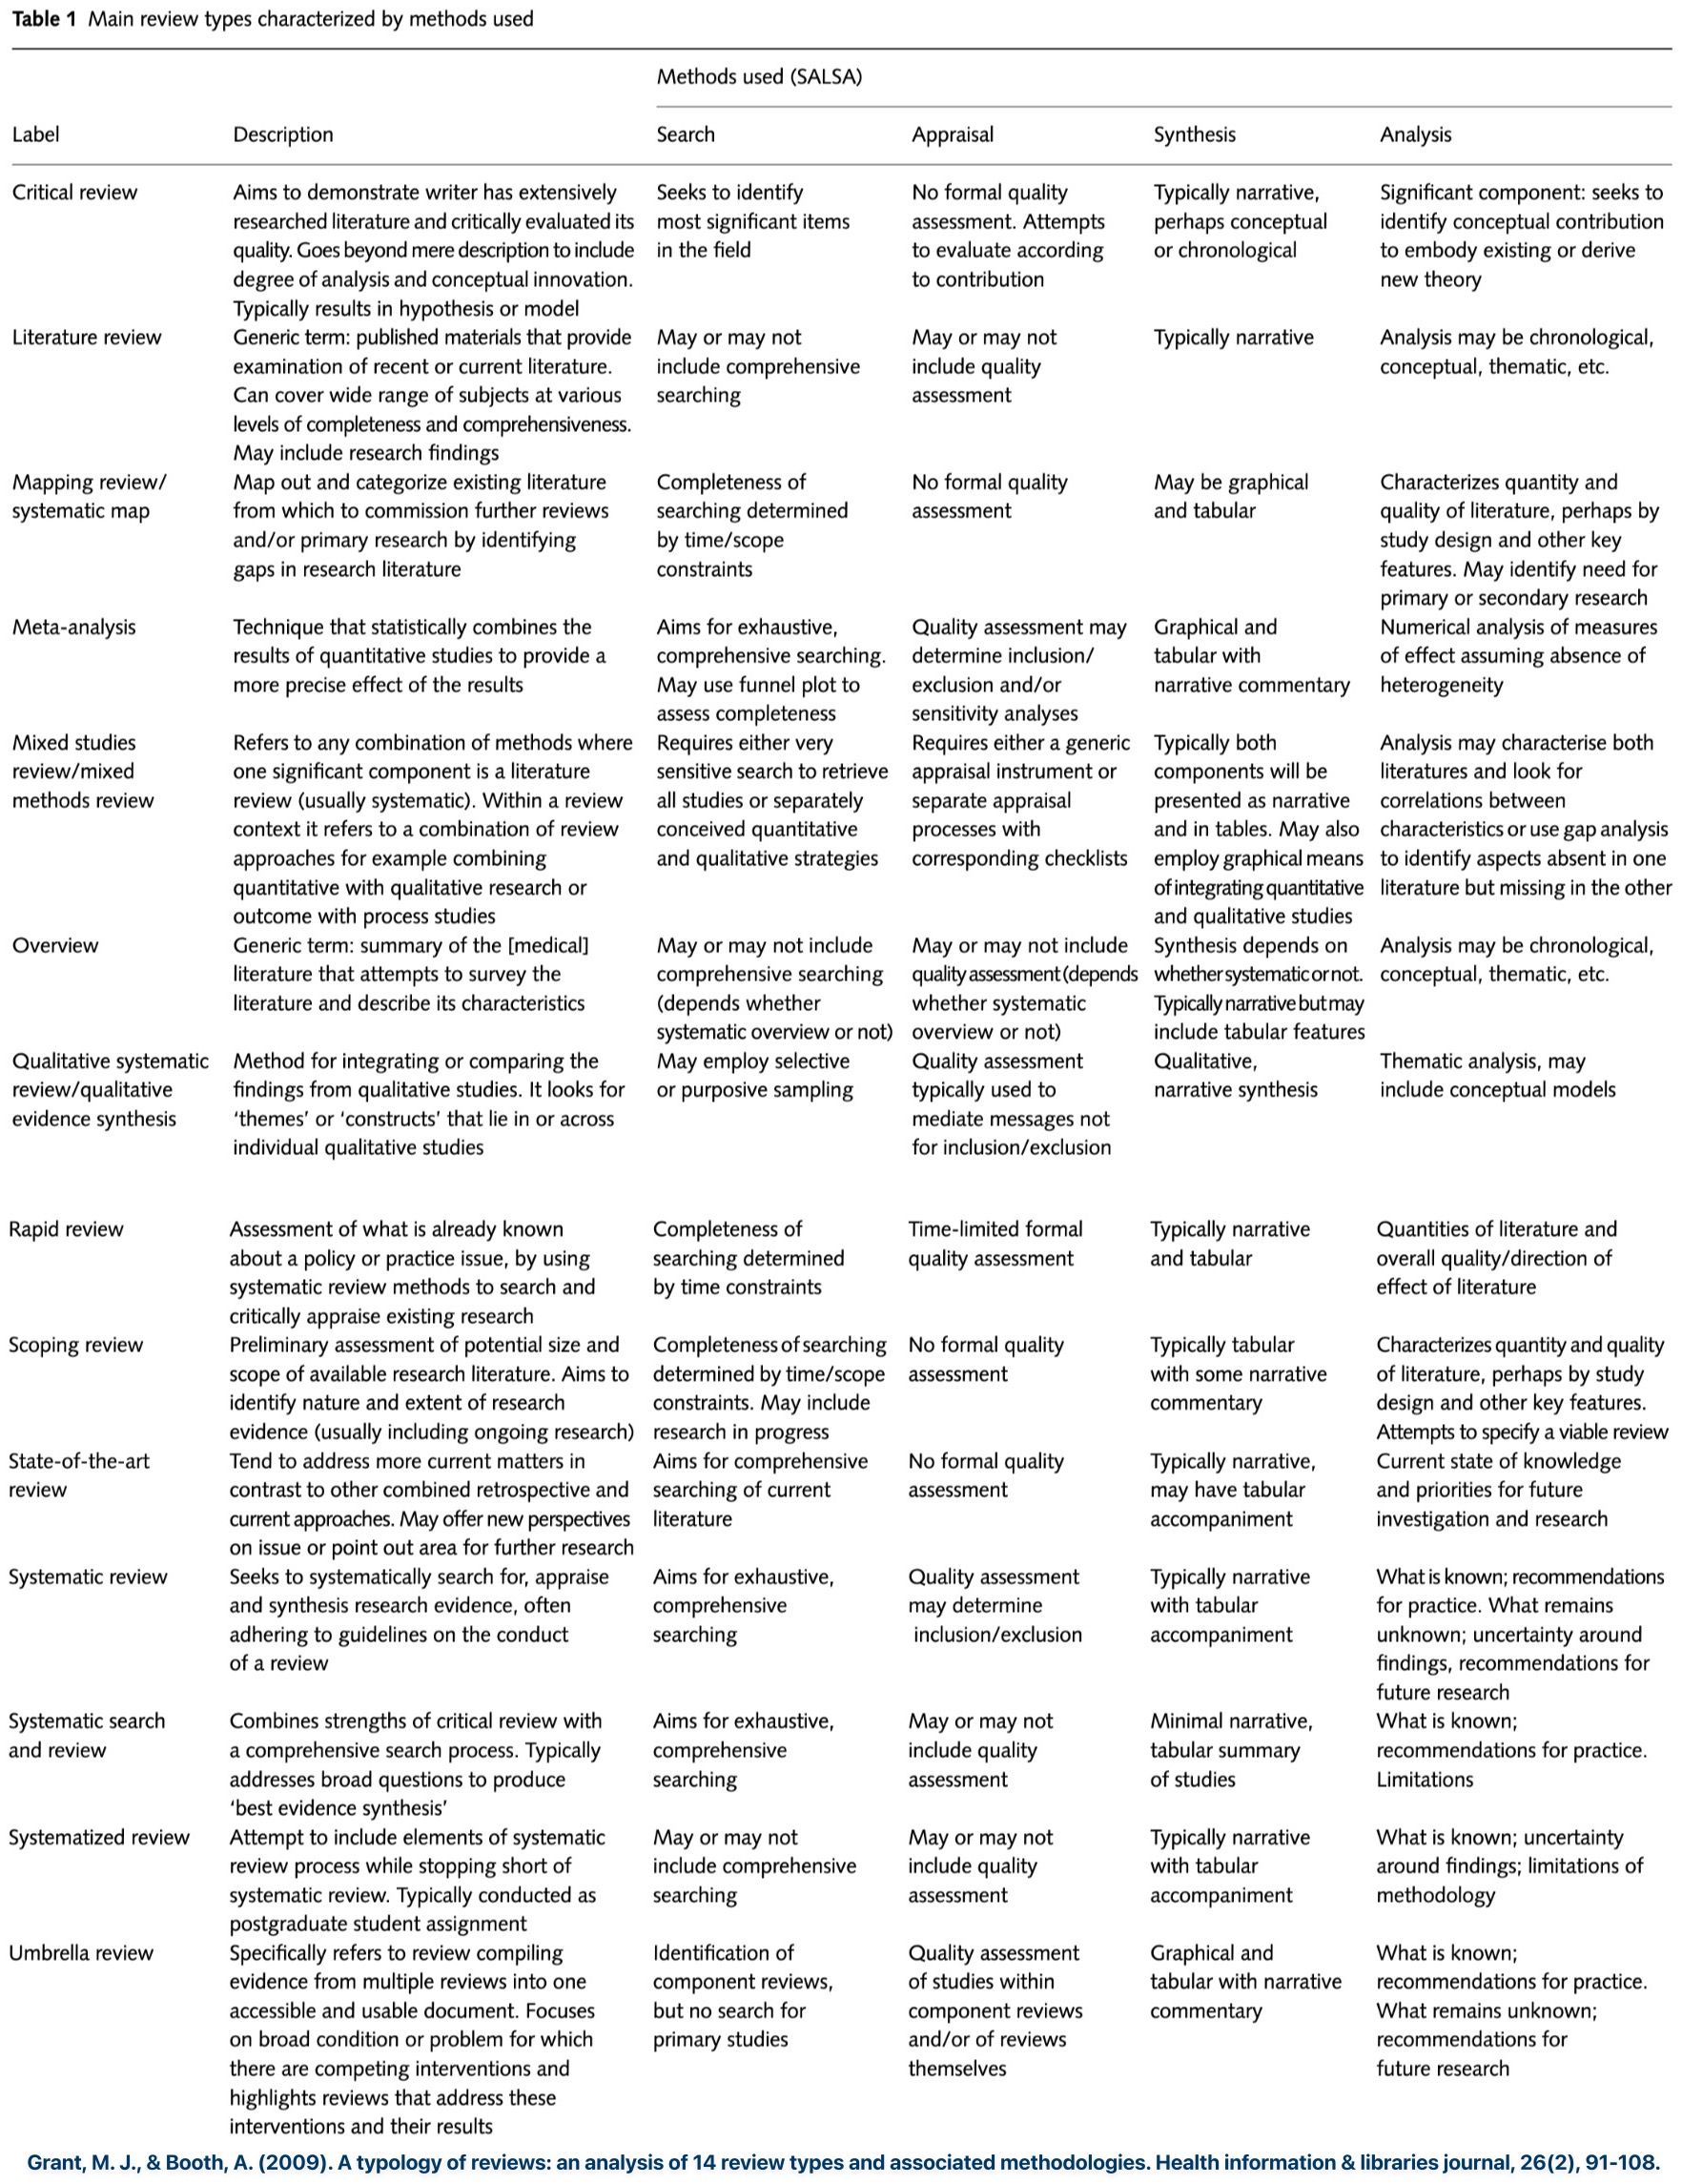 Table 1 Main review types characterized by methods used
Methods used (SALSA)
Label
Description
Search
Appraisal
Synthesis
Analysis
Critical review
Aims to demonstrate writer has extensively
researched literature and critically evaluated its
quality. Goes beyond mere description to include
degree of analysis and conceptual innovation.
Typically results in hypothesis or model
Seeks to identify
most significant items
in the field
No formal quality
assessment. Attempts
to evaluate according
to contribution
Typically narrative,
perhaps conceptual
or chronological
Significant component: seeks to
identify conceptual contribution
to embody existing or derive
new theory
Literature review
Generic term: published materials that provide
examination of recent or current literature.
Can cover wide range of subjects at various
levels of completeness and comprehensiveness.
May include research findings
May or may not
include comprehensive
searching
May or may not
include quality
assessment
Typically narrative
Analysis may be chronological,
conceptual, thematic, etc.
Mapping review/
systematic map
Map out and categorize existing literature
from which to commission further reviews
and/or primary research by identifying
gaps in research literature
Completeness of
searching determined
by time/scope
constraints
No formal quality
assessment
May be graphical
and tabular
Characterizes quantity and
quality of literature, perhaps by
study design and other key
features. May identify need for
primary or secondary research
Meta-analysis
Technique that statistically combines the
results of quantitative studies to provide a
more precise effect of the results
Aims for exhaustive,
comprehensive searching.
May use funnel plot to
assess completeness
Quality assessment may
determine inclusion/
exclusion and/or
sensitivity analyses
Graphical and
tabular with
narrative commentary
Numerical analysis of measures
of effect assuming absence of
heterogeneity
Mixed studies
review/mixed
methods review
Refers to any combination of methods where
one significant component is a literature
review (usually systematic). Within a review
context it refers to a combination of review
approaches for example combining
quantitative with qualitative research or
outcome with process studies
Requires either very
sensitive search to retrieve
all studies or separately
conceived quantitative
and qualitative strategies
Requires either a generic
appraisal instrument or
separate appraisal
processes with
corresponding checklists
Typically both
components will be
presented as narrative
and in tables. May also
employ graphical means
of integrating quantitative
and qualitative studies
Analysis may characterise both
literatures and look for
correlations between
characteristics or use gap analysis
to identify aspects absent in one
literature but missing in the other
Overview
Generic term: summary of the [medical]
literature that attempts to survey the
literature and describe its characteristics
May or may not include
comprehensive searching
(depends whether
systematic overview or not)
May or may not include
quality assessment (depends
whether systematic
overview or not)
Synthesis depends on
whether systematic or not.
Typically narrative but may
include tabular features
Analysis may be chronological,
conceptual, thematic, etc.
Qualitative systematic
review/qualitative
evidence synthesis
Method for integrating or comparing the
findings from qualitative studies. It looks for
‘themes’ or ‘constructs’ that lie in or across
individual qualitative studies
May employ selective
or purposive sampling
Quality assessment
typically used to
mediate messages not
for inclusion/exclusion
Qualitative,
narrative synthesis
Thematic analysis, may
include conceptual models
Rapid review
Assessment of what is already known
about a policy or practice issue, by using
systematic review methods to search and
critically appraise existing research
Completeness of
searching determined
by time constraints
Time-limited formal
quality assessment
Typically narrative
and tabular
Quantities of literature and
overall quality/direction of
effect of literature
Scoping review
Preliminary assessment of potential size and
scope of available research literature. Aims to
identify nature and extent of research
evidence (usually including ongoing research)
Completeness of searching
determined by time/scope
constraints. May include
research in progress
No formal quality
assessment
Typically tabular
with some narrative
commentary
Characterizes quantity and quality
of literature, perhaps by study
design and other key features.
Attempts to specify a viable review
State-of-the-art
review
Tend to address more current matters in
contrast to other combined retrospective and
current approaches. May offer new perspectives
on issue or point out area for further research
Aims for comprehensive
searching of current
literature
No formal quality
assessment
Typically narrative,
may have tabular
accompaniment
Current state of knowledge
and priorities for future
investigation and research
Systematic review
Seeks to systematically search for, appraise
and synthesis research evidence, often
adhering to guidelines on the conduct
of a review
Aims for exhaustive,
comprehensive
searching
Quality assessment
may determine
inclusion/exclusion
Typically narrative
with tabular
accompaniment
What is known; recommendations
for practice. What remains
unknown; uncertainty around
findings, recommendations for
future research
Systematic search
and review
Combines strengths of critical review with
a comprehensive search process. Typically
addresses broad questions to produce
‘best evidence synthesis’
Aims for exhaustive,
comprehensive
searching
May or may not
include quality
assessment
Minimal narrative,
tabular summary
of studies
What is known;
recommendations for practice.
Limitations
Systematized review
Attempt to include elements of systematic
review process while stopping short of
systematic review. Typically conducted as
postgraduate student assignment
May or may not
include comprehensive
searching
May or may not
include quality
assessment
Typically narrative
with tabular
accompaniment
What is known; uncertainty
around findings; limitations of
methodology
Umbrella review
Specifically refers to review compiling
evidence from multiple reviews into one
accessible and usable document. Focuses
on broad condition or problem for which
there are competing interventions and
highlights reviews that address these
interventions and their results
Identification of
component reviews,
but no search for
primary studies
Quality assessment
of studies within
component reviews
and/or of reviews
themselves
Graphical and
tabular with narrative
commentary
What is known;
recommendations for practice.
What remains unknown;
recommendations for
future research
Grant, M. J., & Booth, A. (2009). A typology of reviews: an analysis of 14 review types and associated methodologies. Health information & libraries journal, 26(2), 91-108.